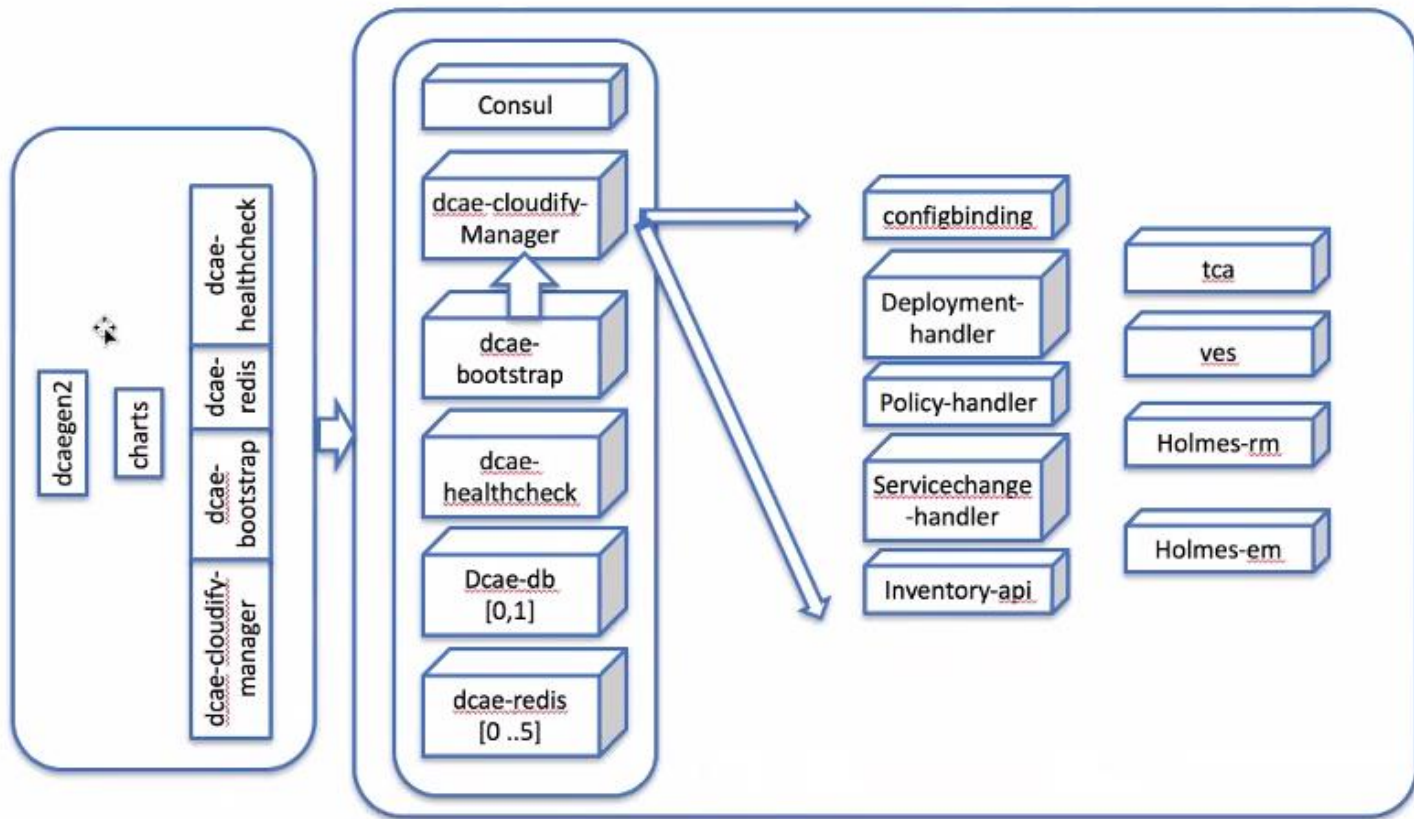 dcaegen2
charts
dcae-
healthcheck
dcae-
redis
dcae-
bootstrap
dcae-cloudify-
manager
Consul
dcae-cloudify-
Manager
dcae-
bootstrap
dcae-
healthcheck
Dcae-db
[0,1]
dcae-redis
[0 ..5]
configbinding
Deployment-
handler
Policy-handler
Servicechange
-handler
Inventory-api
tca
ves
Holmes-rm
Holmes-em